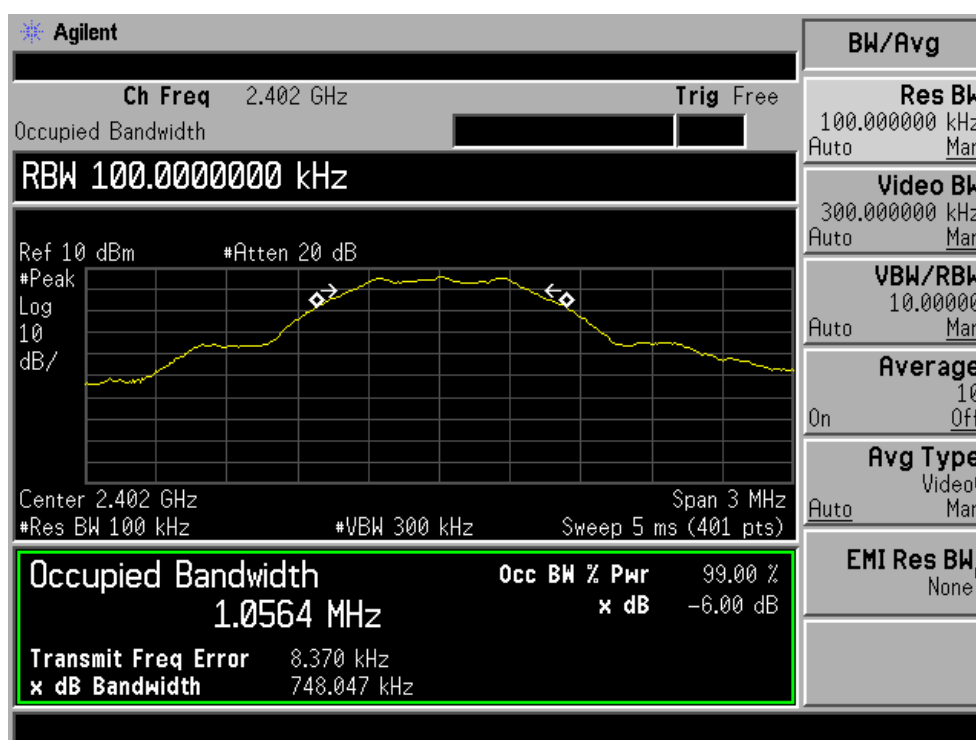 Agilent
Ch Freq 2.402 GHz Trig Free
Occupied Bandwidth
RBW 100.0000000 kHz
Ref 10 dBm #Atten 20 dB
#Peak
Log
10
dB/
Center 2.402 GHz Span 3 MHz
#Res BW 100 kHz #VBW 300 kHz Sweep 5 ms (401 pts)
Occupied Bandwidth
1.0564 MHz
Occ BW % Pwr 99.00 %
x dB -6.00 dB
Transmit Freq Error 8.370 kHz
x dB Bandwidth 748.047 kHz
BW/Avg
Res BW
100.000000 kHz
Auto Man
Video BW
300.000000 kHz
Auto Man
VBW/RBW
10.00000
Auto Man
Average
10
On Off
Avg Type
Video
Auto Man
EMI Res BW
None